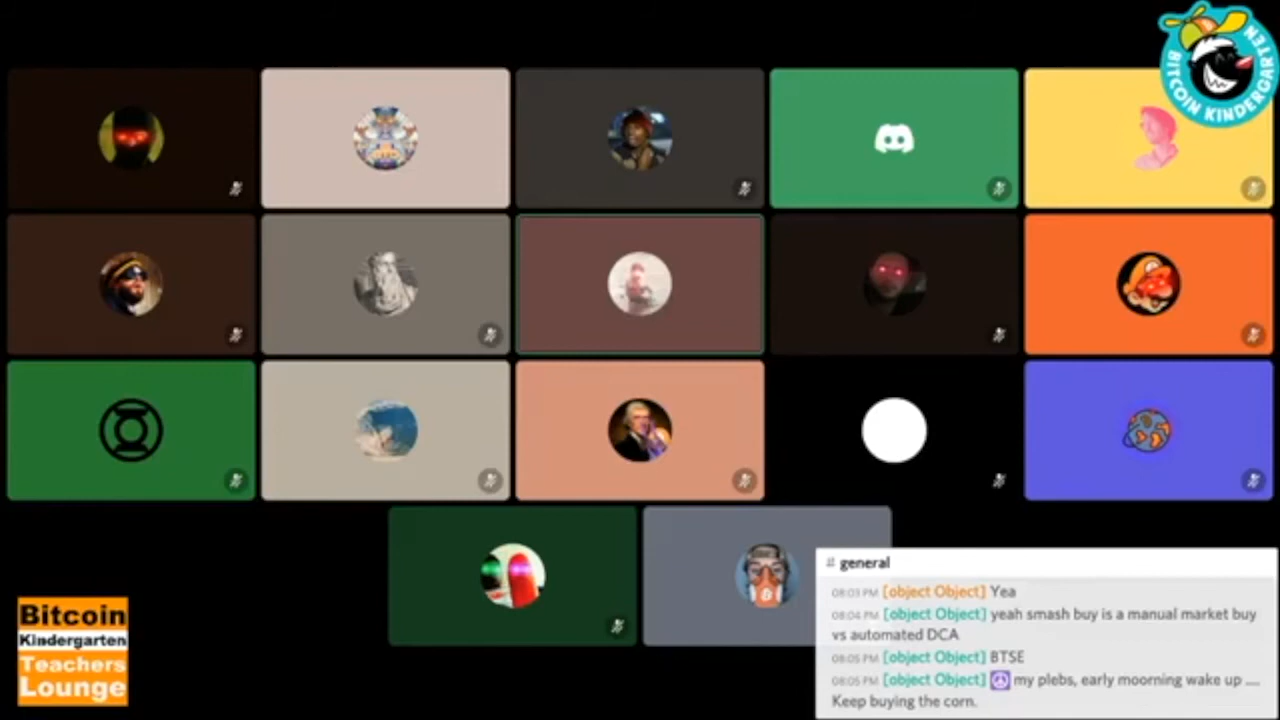 BITCOIN KINDERGARTEN
Bitcoin
Kindergarten
Teachers
Lounge
# general
08:03 PM [object Object] Yea
08:04 PM [object Object] yeah smash buy is a manual market buy
vs automated DCA
08:05 PM [object Object] BTSE
08:05 PM [object Object] my plebs, early moorning wake up ....
Keep buying the corn.